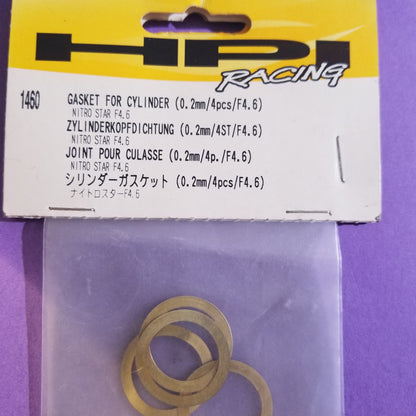 HPI
RACING
1460
GASKET FOR CYLINDER (0.2mm/4pcs/F4.6)
NITRO STAR F4.6
ZYLINDERKOPFDICHTUNG (0.2mm/4ST/F4.6)
NITRO STAR F4.6
JOINT POUR CULASSE (0.2mm/4p./F4.6)
NITRO STAR F4.6
シリンダーガスケット (0.2mm/4pcs/F4.6)
ナイトロスターF4.6